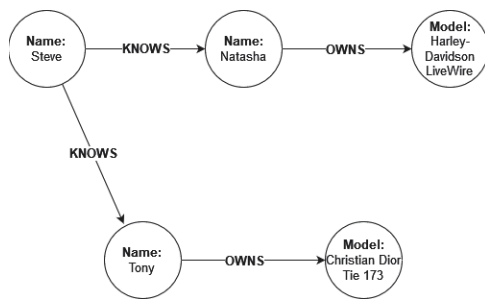 Name:
Steve
KNOWS
Name:
Natasha
OWNS
Model:
Harley-
Davidson
LiveWire
KNOWS
Name:
Tony
OWNS
Model:
Christian Dior
Tie 173